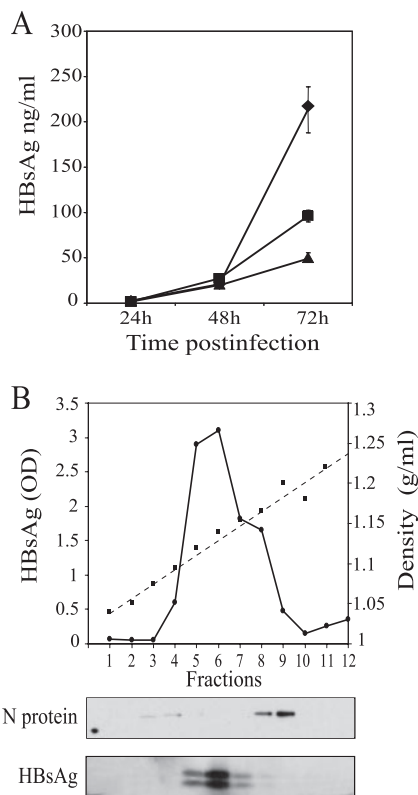 A
HBsAg ng/ml
300
250
200
150
100
50
0
24h 48h 72h
Time postinfection
B
HBsAg (OD)
3.5
3
2.5
2
1.5
1
0.5
0
1.3
1.25
1.2
1.15
1.1
1.05
1
Density (g/ml)
1 2 3 4 5 6 7 8 9 10 11 12
Fractions
N protein
HBsAg